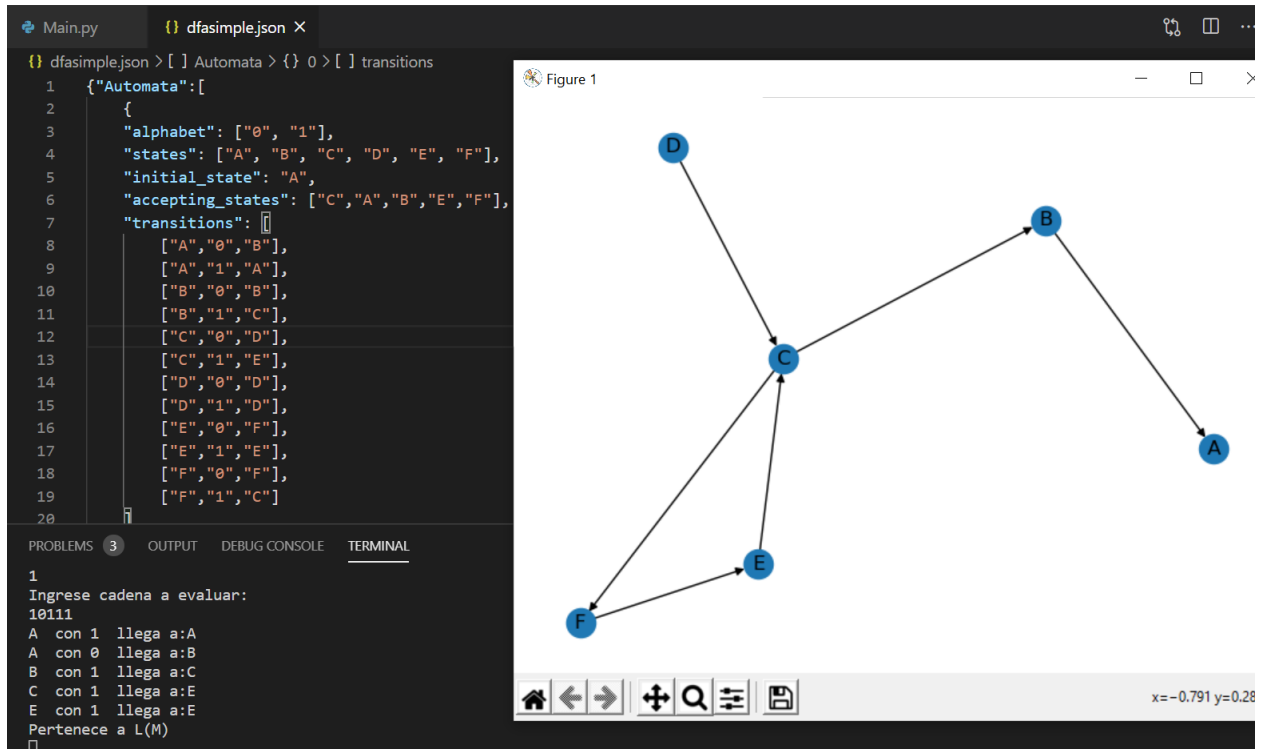 Main.py
{} dfasimple.json ×
{} dfasimple.json > [ ] Automata > {} 0 > [ ] transitions
1 {"Automata":[
2 {
3 "alphabet": ["0", "1"],
4 "states": ["A", "B", "C", "D", "E", "F"],
5 "initial_state": "A",
6 "accepting_states": ["C","A","B","E","F"],
7 "transitions": [
8 ["A","0","B"],
9 ["A","1","A"],
10 ["B","0","B"],
11 ["B","1","C"],
12 ["C","0","D"],
13 ["C","1","E"],
14 ["D","0","D"],
15 ["D","1","D"],
16 ["E","0","F"],
17 ["E","1","E"],
18 ["F","0","F"],
19 ["F","1","C"]
20 ]
PROBLEMS 3 OUTPUT DEBUG CONSOLE TERMINAL
1
Ingrese cadena a evaluar:
10111
A con 1 llega a:A
A con 0 llega a:B
B con 1 llega a:C
C con 1 llega a:E
E con 1 llega a:E
Pertenece a L(M)
Figure 1
D
B
C
A
E
F
x=-0.791 y=0.28